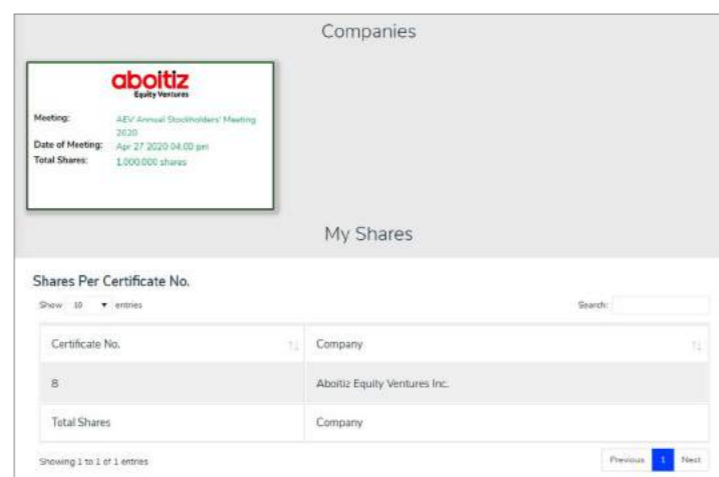 Companies
aboitiz
Equity Ventures
Meeting: AEV Annual Stockholders' Meeting
2020
Date of Meeting: Apr 27 2020 04:00 pm
Total Shares: 1,000,000 shares
My Shares
Shares Per Certificate No.
Show 10 entries Search:
Certificate No. Company
8 Aboitiz Equity Ventures Inc.
Total Shares Company
Showing 1 to 1 of 1 entries Previous 1 Next